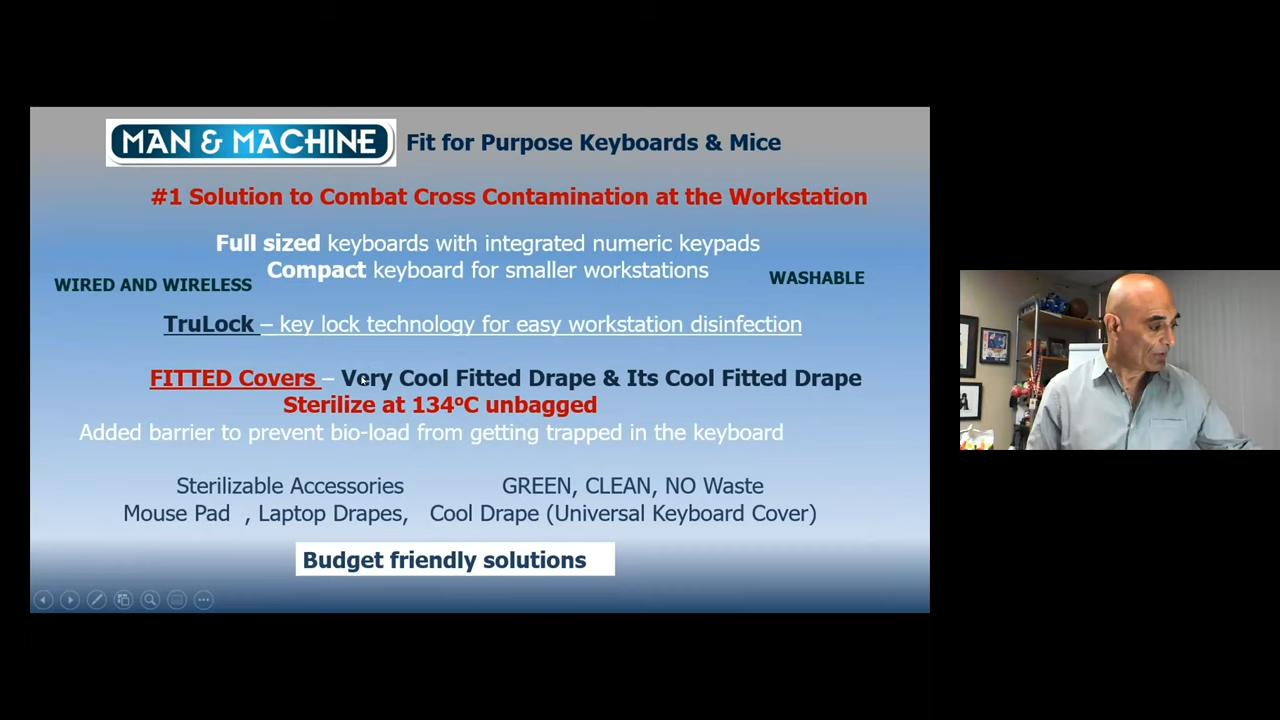 MAN & MACHINE Fit for Purpose Keyboards & Mice
#1 Solution to Combat Cross Contamination at the Workstation
Full sized keyboards with integrated numeric keypads
Compact keyboard for smaller workstations
WIRED AND WIRELESS
WASHABLE
TruLock – key lock technology for easy workstation disinfection
FITTED Covers – Very Cool Fitted Drape & Its Cool Fitted Drape
Sterilize at 134ºC unbagged
Added barrier to prevent bio-load from getting trapped in the keyboard
Sterilizable Accessories GREEN, CLEAN, NO Waste
Mouse Pad , Laptop Drapes, Cool Drape (Universal Keyboard Cover)
Budget friendly solutions